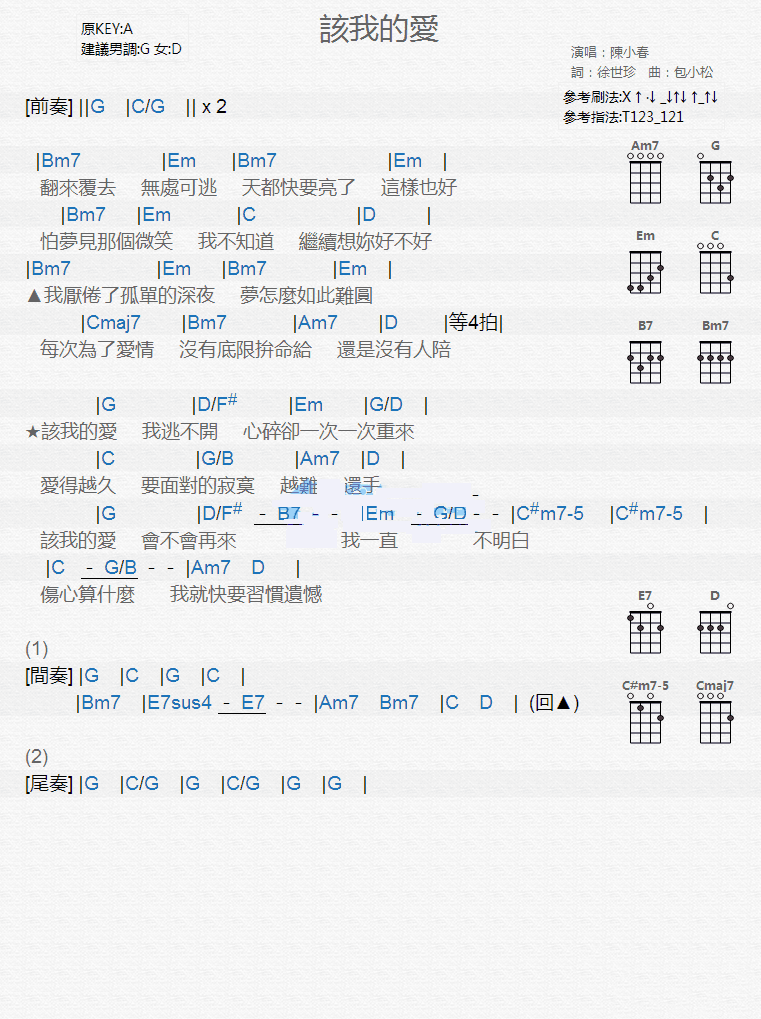 該我的愛
原KEY:A
建議男調:G 女:D
演唱：陳小春
詞：徐世珍　曲：包小松
參考刷法:X↑·↓ _↓↑↓ ↑_↑↓
參考指法:T123_121
[前奏] ||G |C/G || x 2
|Bm7 |Em |Bm7 |Em |
翻來覆去 無處可逃 天都快要亮了 這樣也好
|Bm7 |Em |C |D |
怕夢見那個微笑 我不知道 繼續想妳好不好
|Bm7 |Em |Bm7 |Em |
▲我厭倦了孤單的深夜 夢怎麼如此難圓
|Cmaj7 |Bm7 |Am7 |D |等4拍|
每次為了愛情 沒有底限拚命給 還是沒有人陪
|G |D/F# |Em |G/D |
★該我的愛 我逃不開 心碎卻一次一次重來
|C |G/B |Am7 |D |
愛得越久 要面對的寂寞 越難 還手
|G |D/F# - B7 - - |Em - G/D - - |C#m7-5 |C#m7-5 |
該我的愛 會不會再來 我一直 不明白
|C - G/B - - |Am7 D |
傷心算什麼 我就快要習慣遺憾
(1)
[間奏] |G |C |G |C |
|Bm7 |E7sus4 - E7 - - |Am7 Bm7 |C D | (回▲)
(2)
[尾奏] |G |C/G |G |C/G |G |G |
Am7 G
Em C
B7 Bm7
E7 D
C#m7-5 Cmaj7